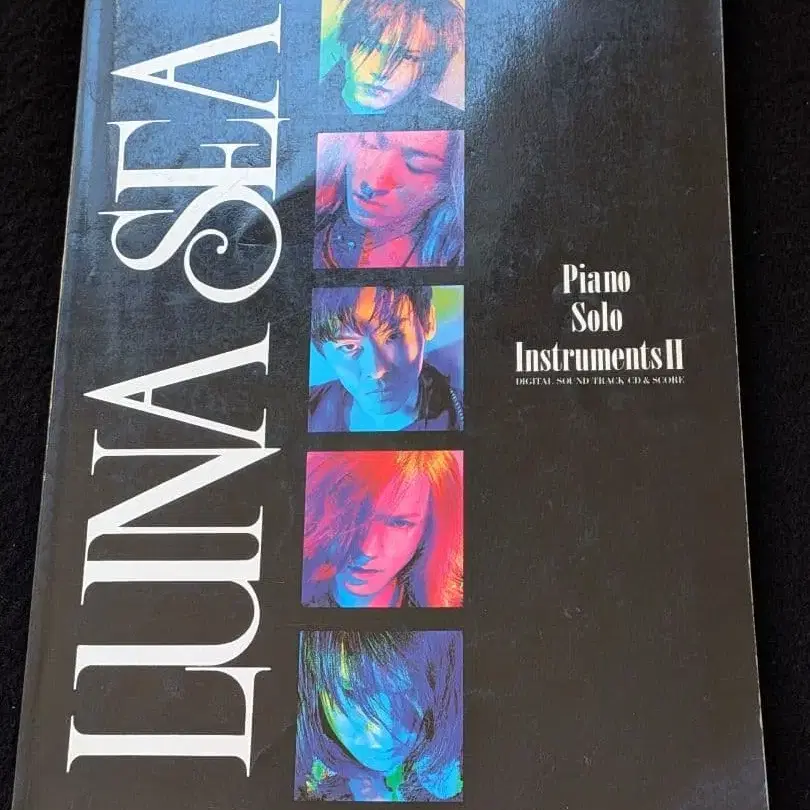 LUNA SEA
Piano
Solo
Instruments II
DIGITAL SOUND TRACK CD & SCORE